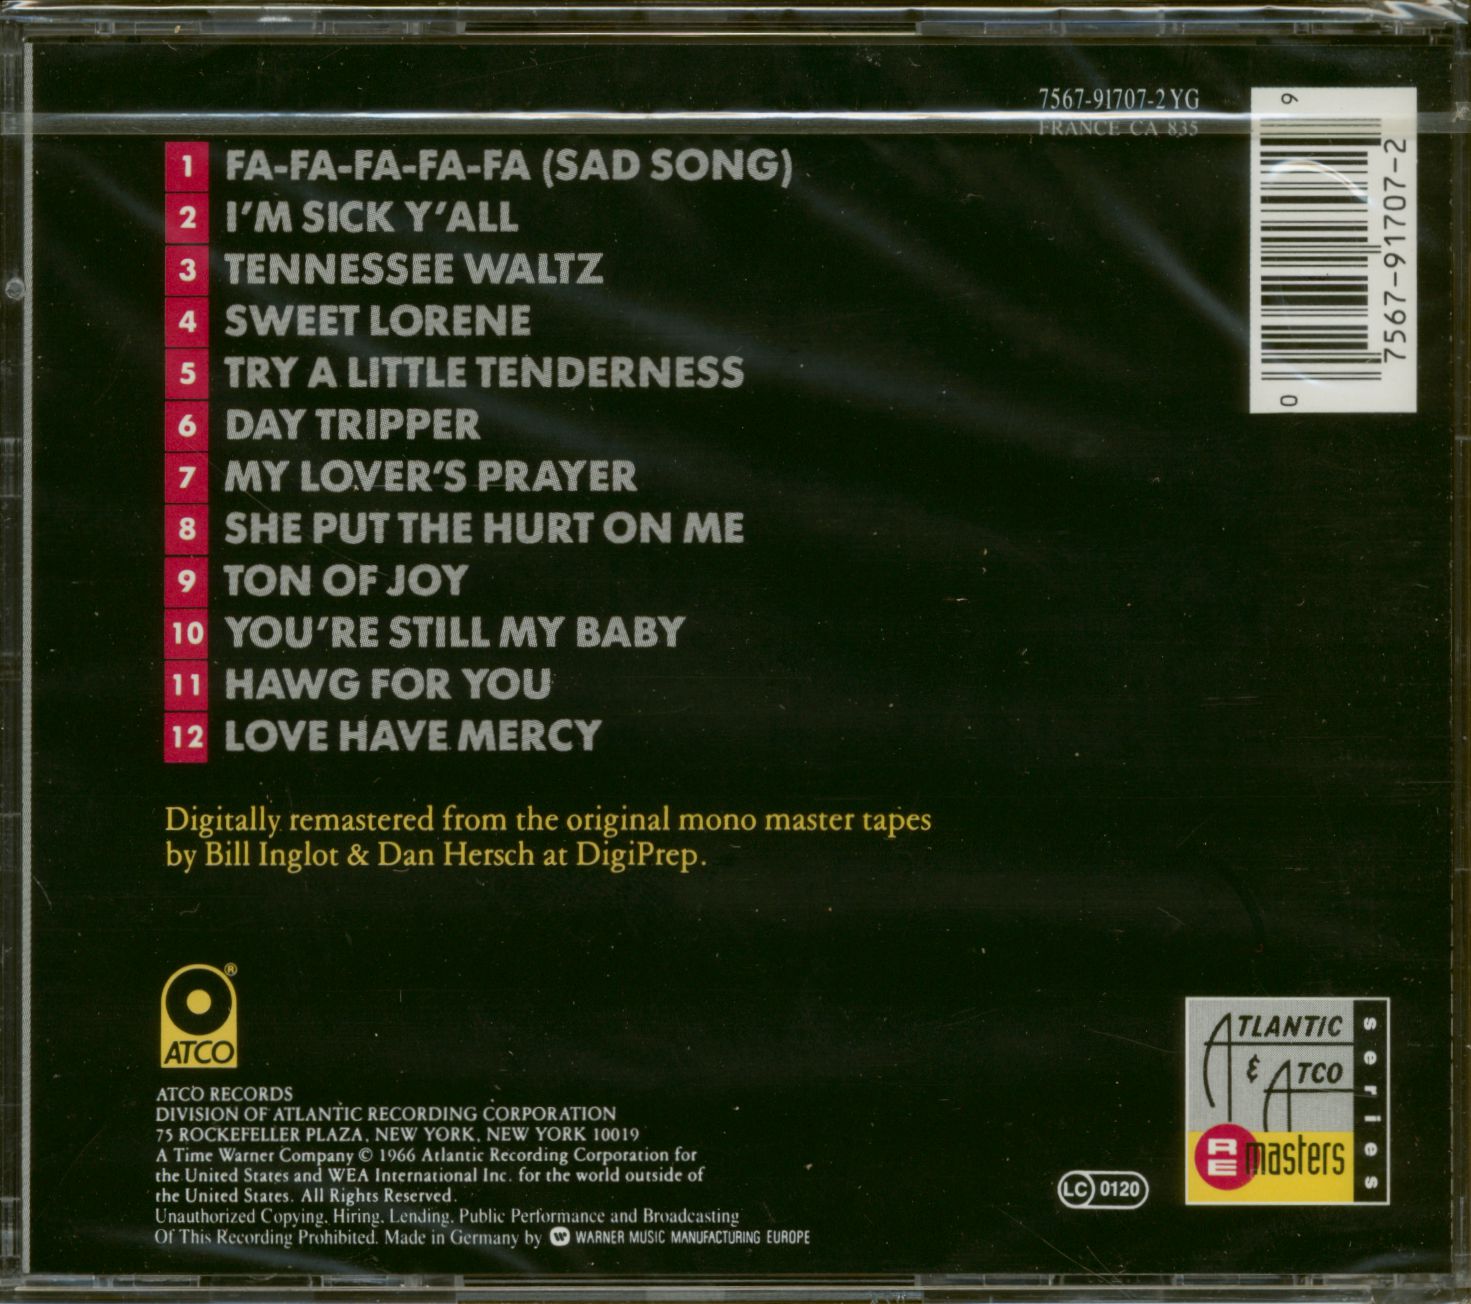 7567-91707-2 YG
FRANCE CA 835
9
7567-91707-2
0
1 FA-FA-FA-FA-FA (SAD SONG)
2 I'M SICK Y'ALL
3 TENNESSEE WALTZ
4 SWEET LORENE
5 TRY A LITTLE TENDERNESS
6 DAY TRIPPER
7 MY LOVER'S PRAYER
8 SHE PUT THE HURT ON ME
9 TON OF JOY
10 YOU'RE STILL MY BABY
11 HAWG FOR YOU
12 LOVE HAVE MERCY
Digitally remastered from the original mono master tapes
by Bill Inglot & Dan Hersch at DigiPrep.
®
ATCO
ATCO RECORDS
DIVISION OF ATLANTIC RECORDING CORPORATION
75 ROCKEFELLER PLAZA, NEW YORK, NEW YORK 10019
A Time Warner Company © 1966 Atlantic Recording Corporation for
the United States and WEA International Inc. for the world outside of
the United States. All Rights Reserved.
Unauthorized Copying, Hiring, Lending, Public Performance and Broadcasting
Of This Recording Prohibited. Made in Germany by W WARNER MUSIC MANUFACTURING EUROPE
LC 0120
ATLANTIC
& ATCO
RE masters
series